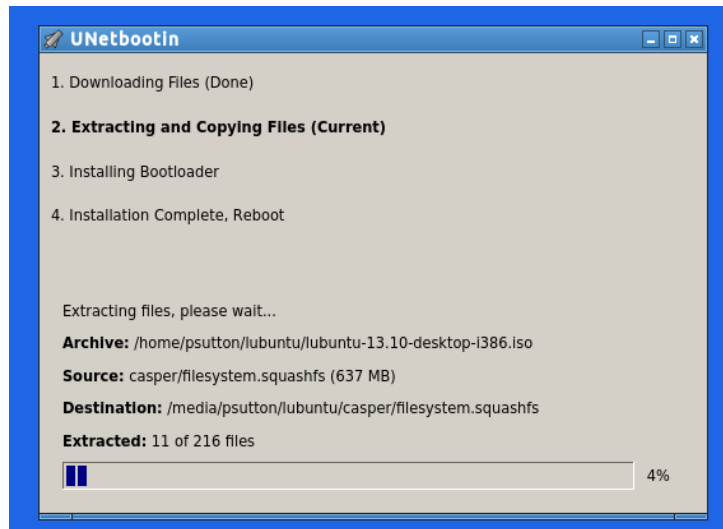 UNetbootin
1. Downloading Files (Done)
2. Extracting and Copying Files (Current)
3. Installing Bootloader
4. Installation Complete, Reboot
Extracting files, please wait...
Archive: /home/psutton/lubuntu/lubuntu-13.10-desktop-i386.iso
Source: casper/filesystem.squashfs (637 MB)
Destination: /media/psutton/lubuntu/casper/filesystem.squashfs
Extracted: 11 of 216 files
4%